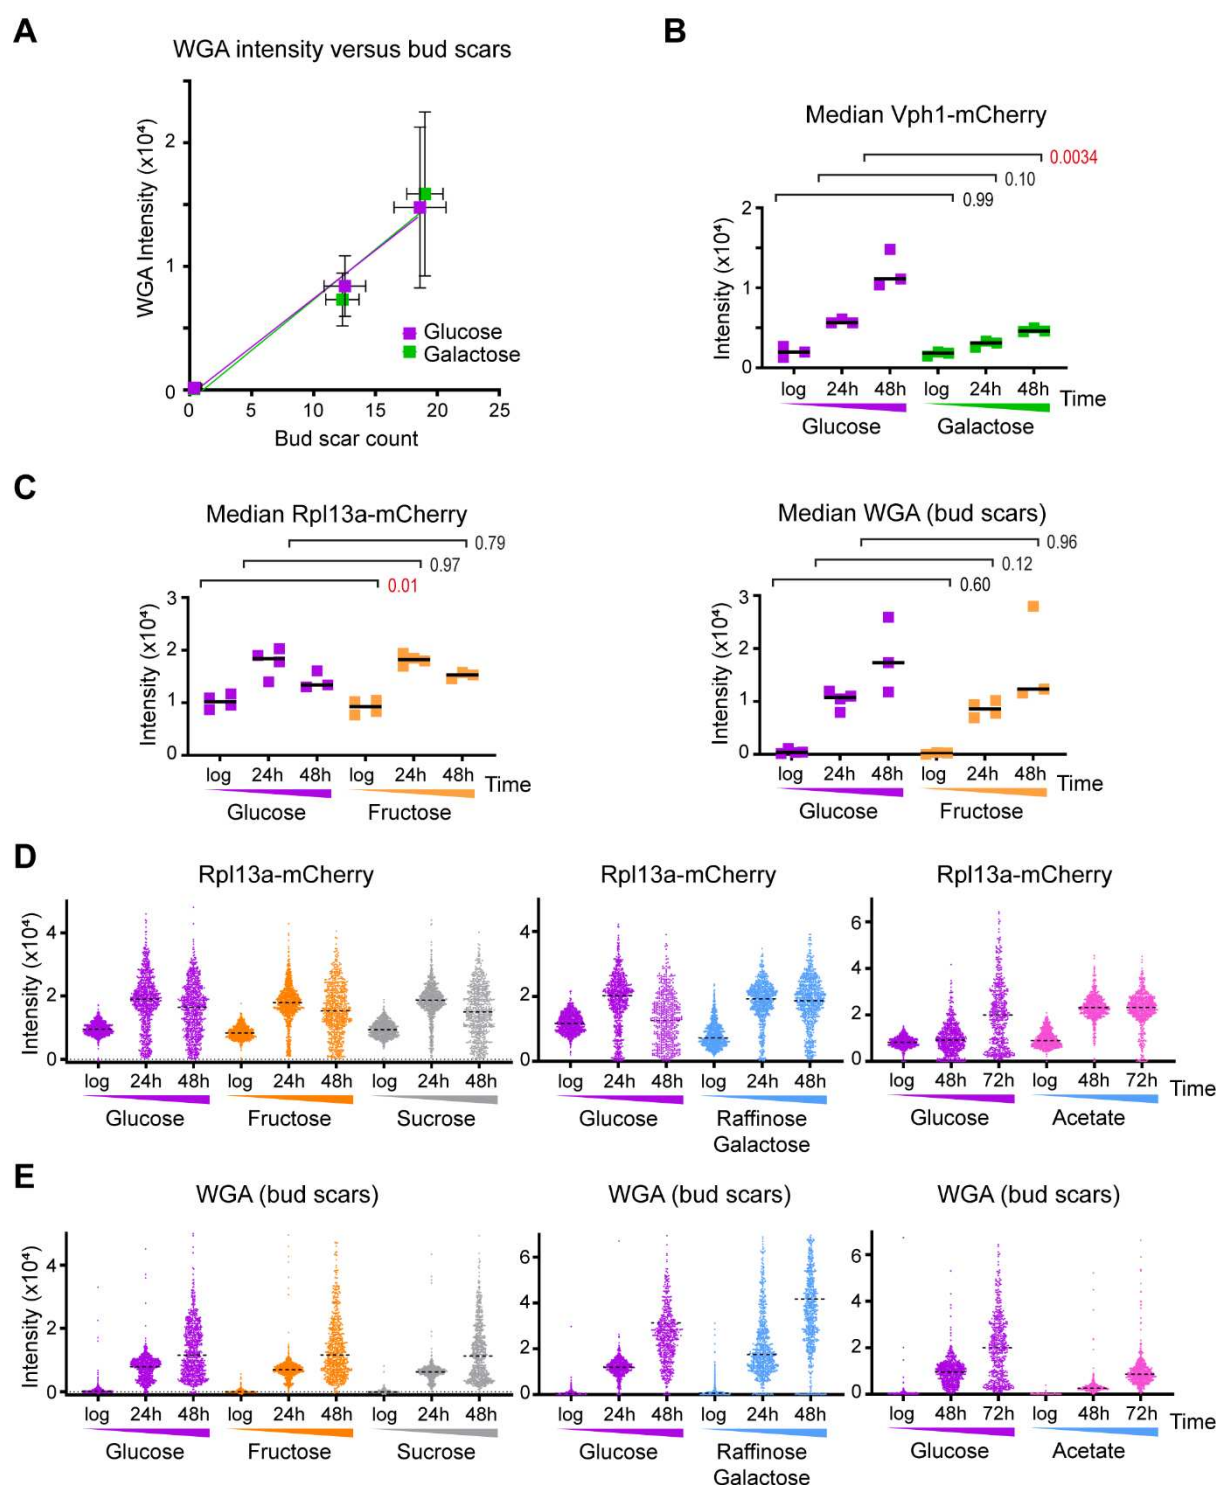 A
WGA intensity versus bud scars
WGA Intensity (x10⁴)
2
1
0
0 5 10 15 20 25
Bud scar count
Glucose
Galactose
B
Median Vph1-mCherry
0.0034
0.10
0.99
Intensity (x10⁴)
2
1
0
log 24h 48h log 24h 48h Time
Glucose Galactose
C
Median Rpl13a-mCherry
0.79
0.97
0.01
Intensity (x10⁴)
3
2
1
0
log 24h 48h log 24h 48h Time
Glucose Fructose
Median WGA (bud scars)
0.96
0.12
0.60
Intensity (x10⁴)
3
2
1
0
log 24h 48h log 24h 48h Time
Glucose Fructose
D
Rpl13a-mCherry
Intensity (x10⁴)
4
2
0
log 24h 48h log 24h 48h log 24h 48h
Glucose Fructose Sucrose
Rpl13a-mCherry
4
2
0
log 24h 48h log 24h 48h
Glucose Raffinose
Galactose
Rpl13a-mCherry
6
4
2
0
log 48h 72h log 48h 72h Time
Glucose Acetate
E
WGA (bud scars)
Intensity (x10⁴)
4
2
0
log 24h 48h log 24h 48h log 24h 48h
Glucose Fructose Sucrose
WGA (bud scars)
6
4
2
0
log 24h 48h log 24h 48h
Glucose Raffinose
Galactose
WGA (bud scars)
6
4
2
0
log 48h 72h log 48h 72h Time
Glucose Acetate